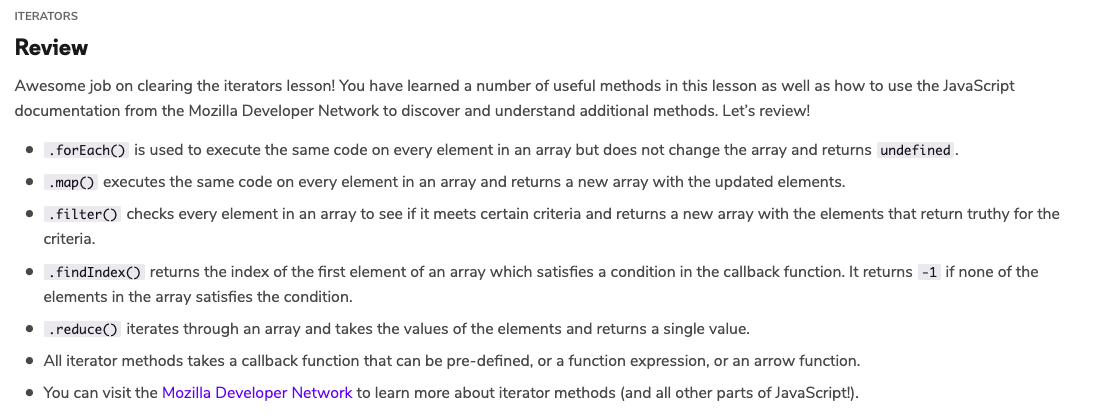 ITERATORS
Review
Awesome job on clearing the iterators lesson! You have learned a number of useful methods in this lesson as well as how to use the JavaScript
documentation from the Mozilla Developer Network to discover and understand additional methods. Let’s review!
.forEach() is used to execute the same code on every element in an array but does not change the array and returns undefined.
.map() executes the same code on every element in an array and returns a new array with the updated elements.
.filter() checks every element in an array to see if it meets certain criteria and returns a new array with the elements that return truthy for the
criteria.
.findIndex() returns the index of the first element of an array which satisfies a condition in the callback function. It returns -1 if none of the
elements in the array satisfies the condition.
.reduce() iterates through an array and takes the values of the elements and returns a single value.
All iterator methods takes a callback function that can be pre-defined, or a function expression, or an arrow function.
You can visit the Mozilla Developer Network to learn more about iterator methods (and all other parts of JavaScript!).